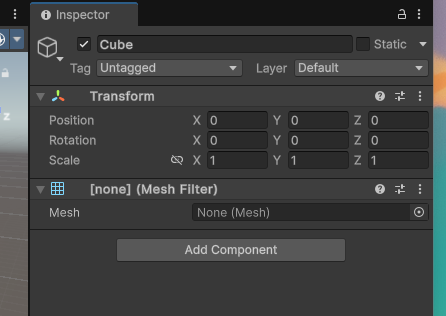 Inspector
Cube Static
Tag Untagged Layer Default
Transform
Position X 0 Y 0 Z 0
Rotation X 0 Y 0 Z 0
Scale X 1 Y 1 Z 1
[none] (Mesh Filter)
Mesh None (Mesh)
Add Component
z